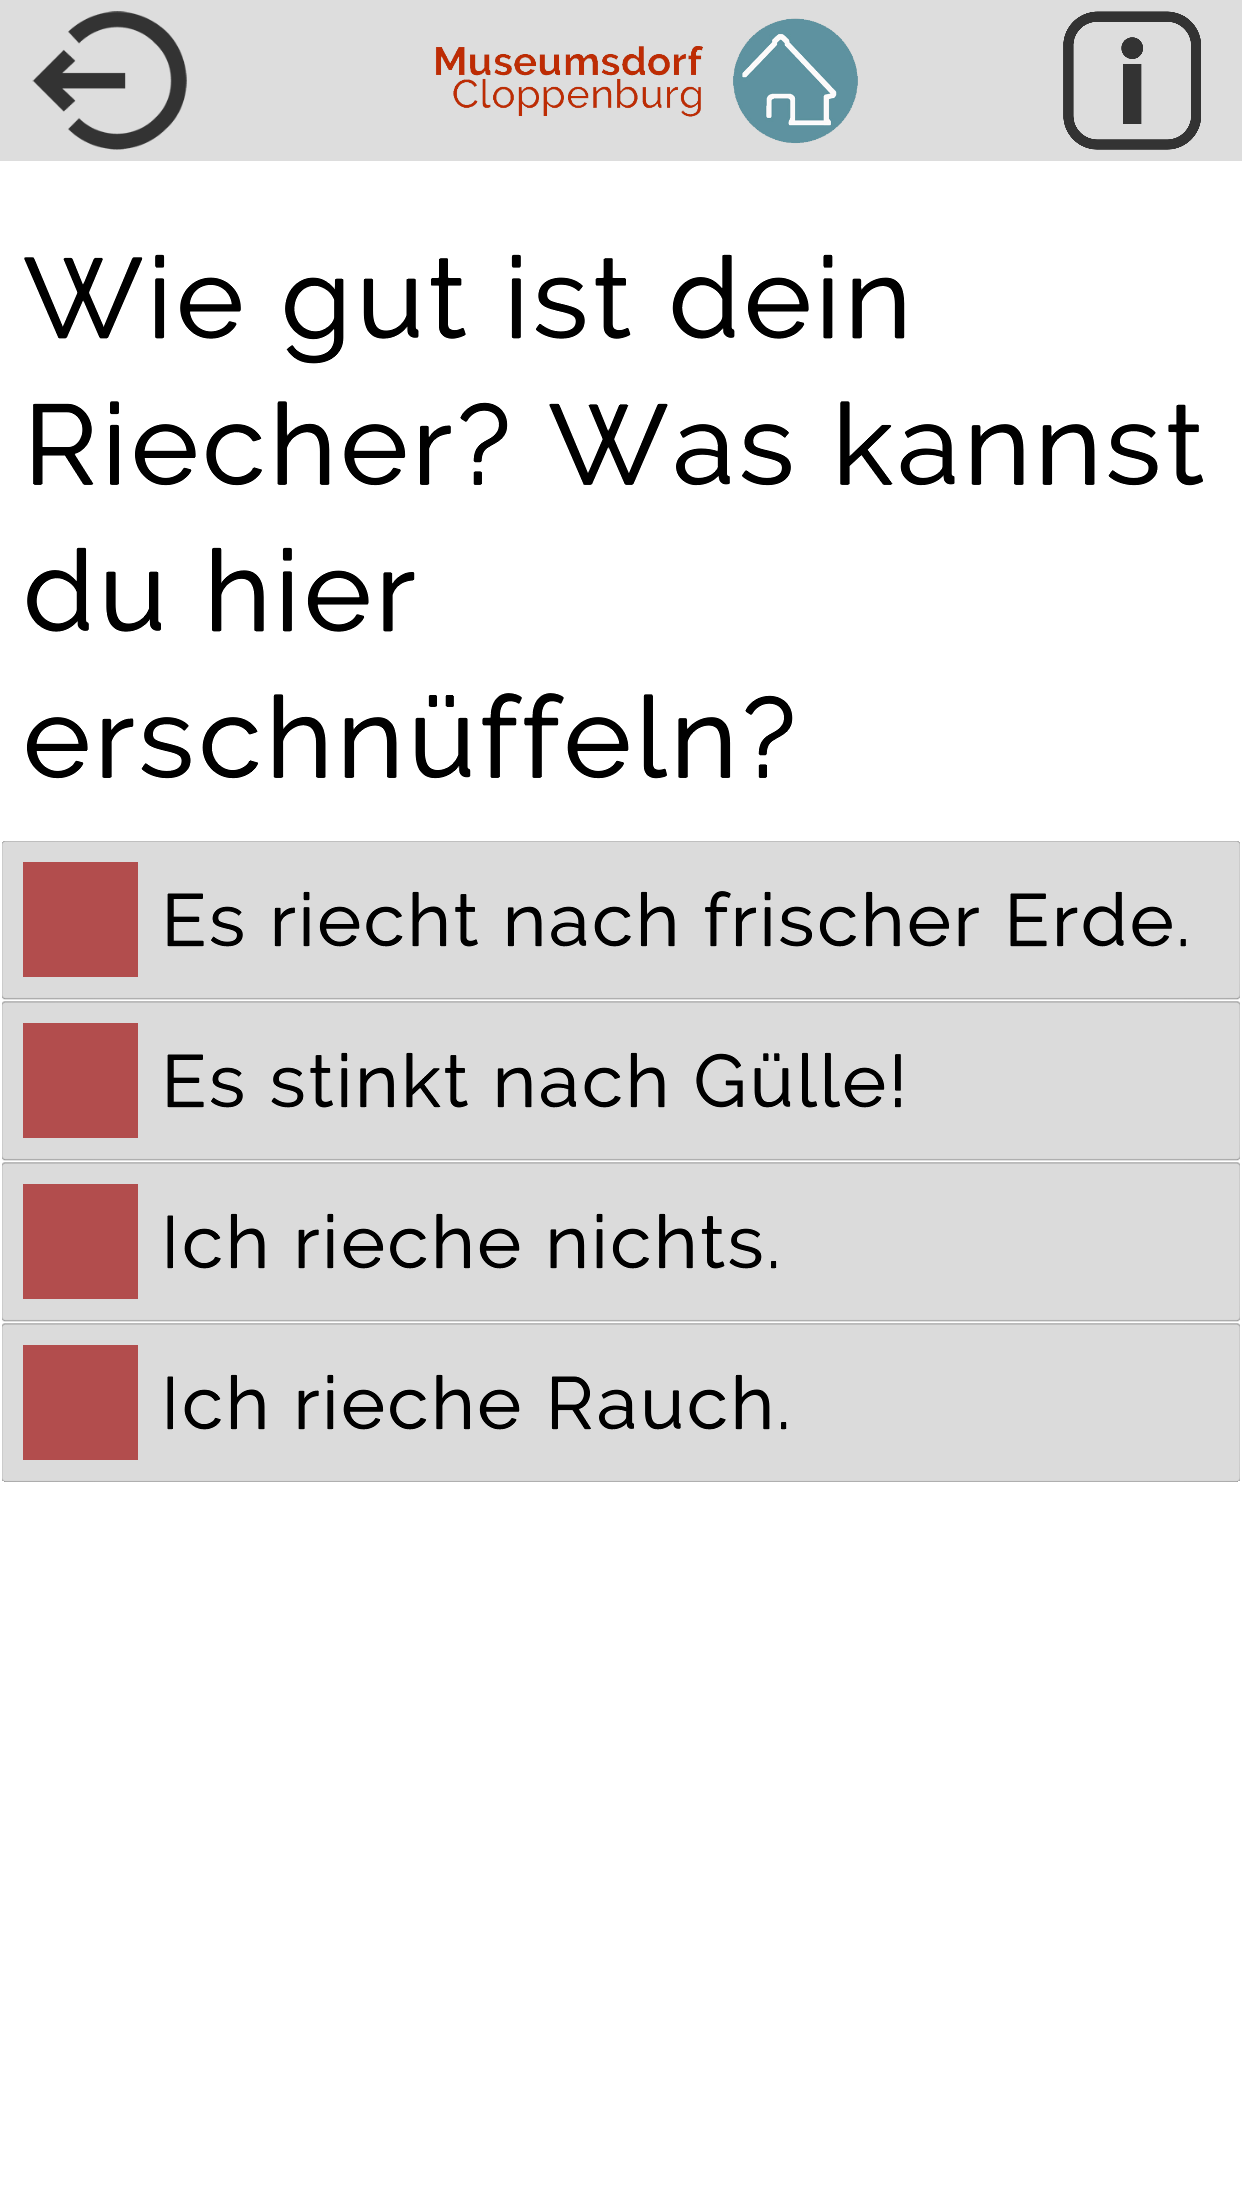 Museumsdorf
Cloppenburg
Wie gut ist dein
Riecher? Was kannst
du hier
erschnüffeln?
Es riecht nach frischer Erde.
Es stinkt nach Gülle!
Ich rieche nichts.
Ich rieche Rauch.